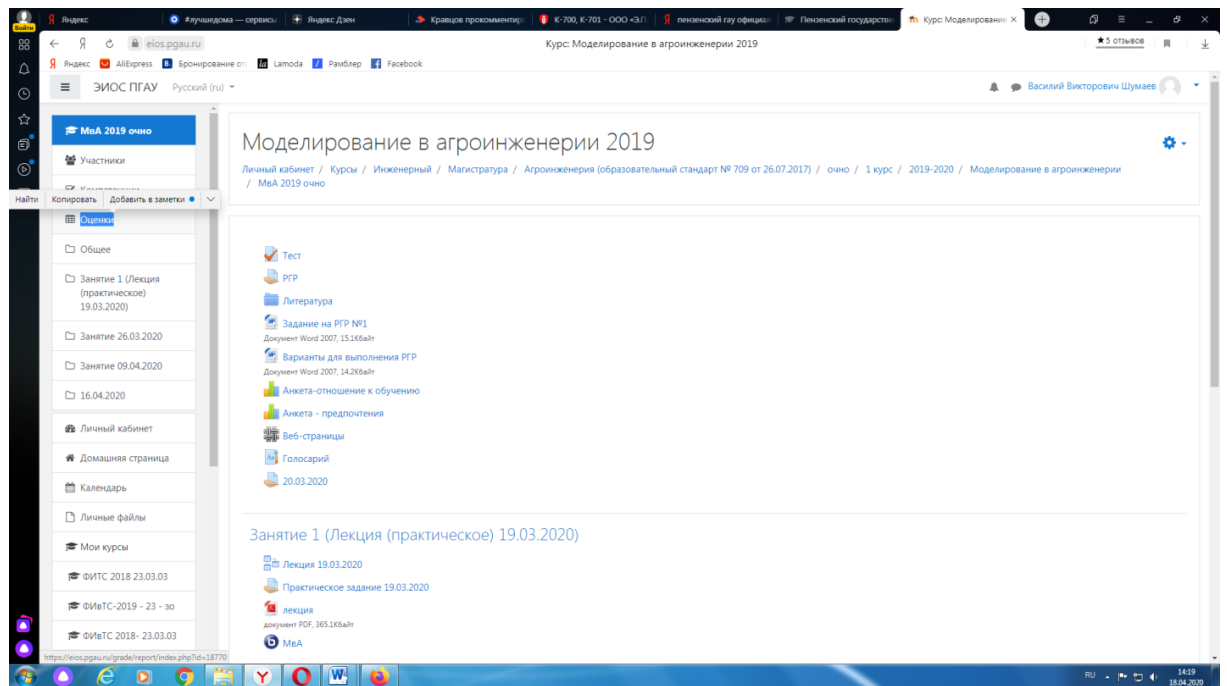 Яндекс
#лучшедома — сервисы
Яндекс Дзен
Кравцов прокомментиро
К-700, К-701 - ООО «Э.П.
пензенский гау официал
Пензенский государстве
Курс: Моделирование
Войти
eios.pgau.ru
Курс: Моделирование в агроинженерии 2019
★ 5 отзывов
Яндекс
AliExpress
Бронирование от
Lamoda
Рамблер
Facebook
ЭИОС ПГАУ Русский (ru)
Василий Викторович Шумаев
МвА 2019 очно
Участники
Компетенции
Найти Копировать Добавить в заметки
Оценки
Общее
Занятие 1 (Лекция
(практическое)
19.03.2020)
Занятие 26.03.2020
Занятие 09.04.2020
16.04.2020
Личный кабинет
Домашняя страница
Календарь
Личные файлы
Мои курсы
ФИТС 2018 23.03.03
ФИвТС-2019 - 23 - зо
ФИвТС 2018- 23.03.03
https://eios.pgau.ru/grade/report/index.php?id=18770
Моделирование в агроинженерии 2019
Личный кабинет / Курсы / Инженерный / Магистратура / Агроинженерия (образовательный стандарт № 709 от 26.07.2017) / очно / 1 курс / 2019-2020 / Моделирование в агроинженерии
/ МвА 2019 очно
Тест
РГР
Литература
Задание на РГР №1
Документ Word 2007, 15.1Кбайт
Варианты для выполнения РГР
Документ Word 2007, 14.2Кбайт
Анкета-отношение к обучению
Анкета - предпочтения
Веб-страницы
Голосарий
20.03.2020
Занятие 1 (Лекция (практическое) 19.03.2020)
Лекция 19.03.2020
Практическое задание 19.03.2020
лекция
документ PDF, 365.1Кбайт
МвА
RU
14:19
18.04.2020